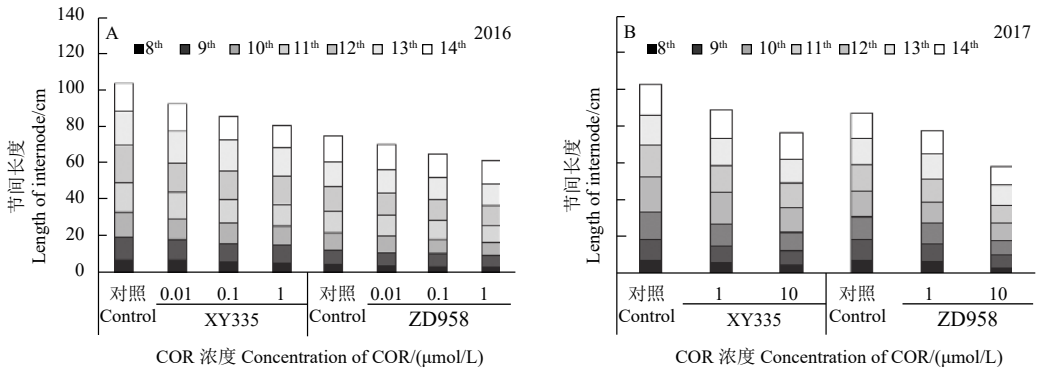 A
2016
8th 9th 10th 11th 12th 13th 14th
节间长度
Length of internode/cm
140
120
100
80
60
40
20
0
对照 0.01 0.1 1 对照 0.01 0.1 1
Control XY335 Control ZD958
COR 浓度 Concentration of COR/(μmol/L)
B
2017
8th 9th 10th 11th 12th 13th 14th
节间长度
Length of internode/cm
对照 1 10 对照 1 10
Control XY335 Control ZD958
COR 浓度 Concentration of COR/(μmol/L)